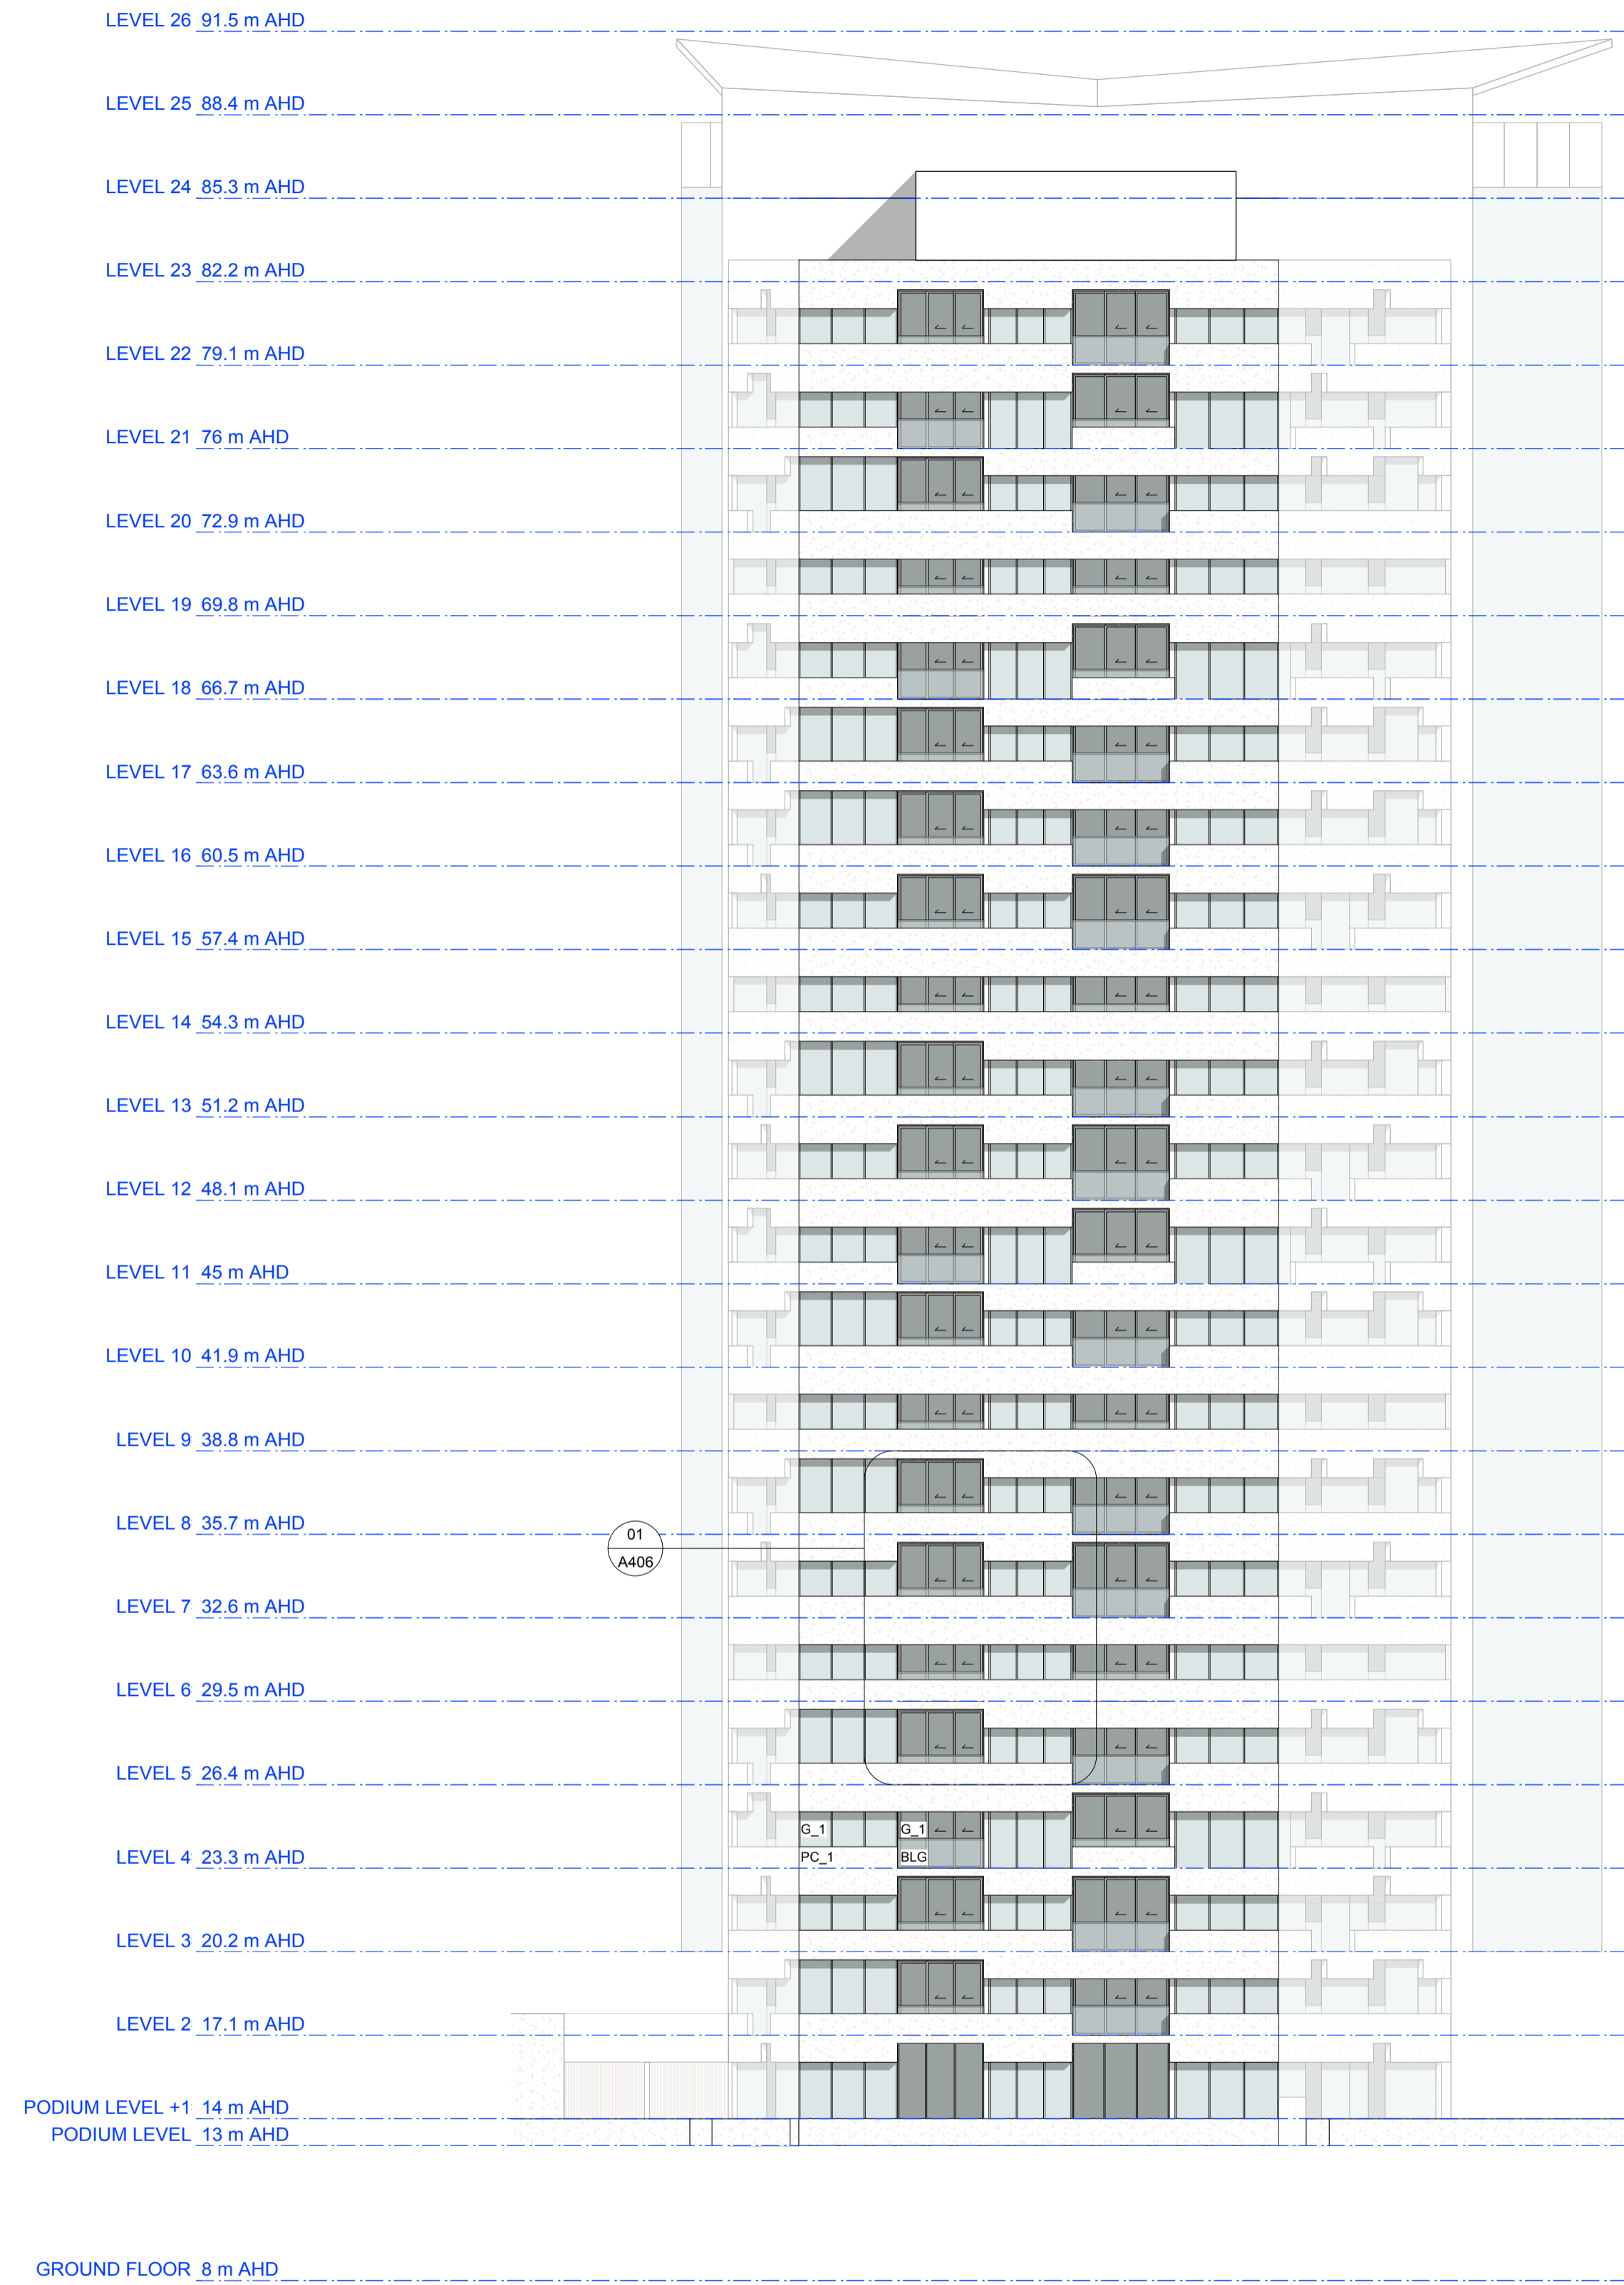 LEVEL 26 91.5 m AHD
LEVEL 25 88.4 m AHD
LEVEL 24 85.3 m AHD
LEVEL 23 82.2 m AHD
LEVEL 22 79.1 m AHD
LEVEL 21 76 m AHD
LEVEL 20 72.9 m AHD
LEVEL 19 69.8 m AHD
LEVEL 18 66.7 m AHD
LEVEL 17 63.6 m AHD
LEVEL 16 60.5 m AHD
LEVEL 15 57.4 m AHD
LEVEL 14 54.3 m AHD
LEVEL 13 51.2 m AHD
LEVEL 12 48.1 m AHD
LEVEL 11 45 m AHD
LEVEL 10 41.9 m AHD
LEVEL 9 38.8 m AHD
LEVEL 8 35.7 m AHD
01
A406
LEVEL 7 32.6 m AHD
LEVEL 6 29.5 m AHD
LEVEL 5 26.4 m AHD
G_1 G_1
LEVEL 4 23.3 m AHD PC_1 BLG
LEVEL 3 20.2 m AHD
LEVEL 2 17.1 m AHD
PODIUM LEVEL +1 14 m AHD
PODIUM LEVEL 13 m AHD
GROUND FLOOR 8 m AHD